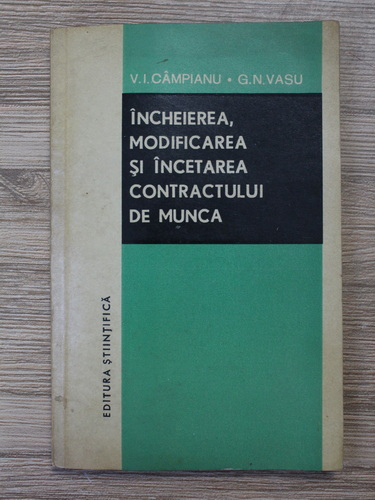 V.I. CÂMPIANU • G.N. VASU
ÎNCHEIEREA,
MODIFICAREA
ȘI ÎNCETAREA
CONTRACTULUI
DE MUNCA
EDITURA ȘTIINȚIFICĂ